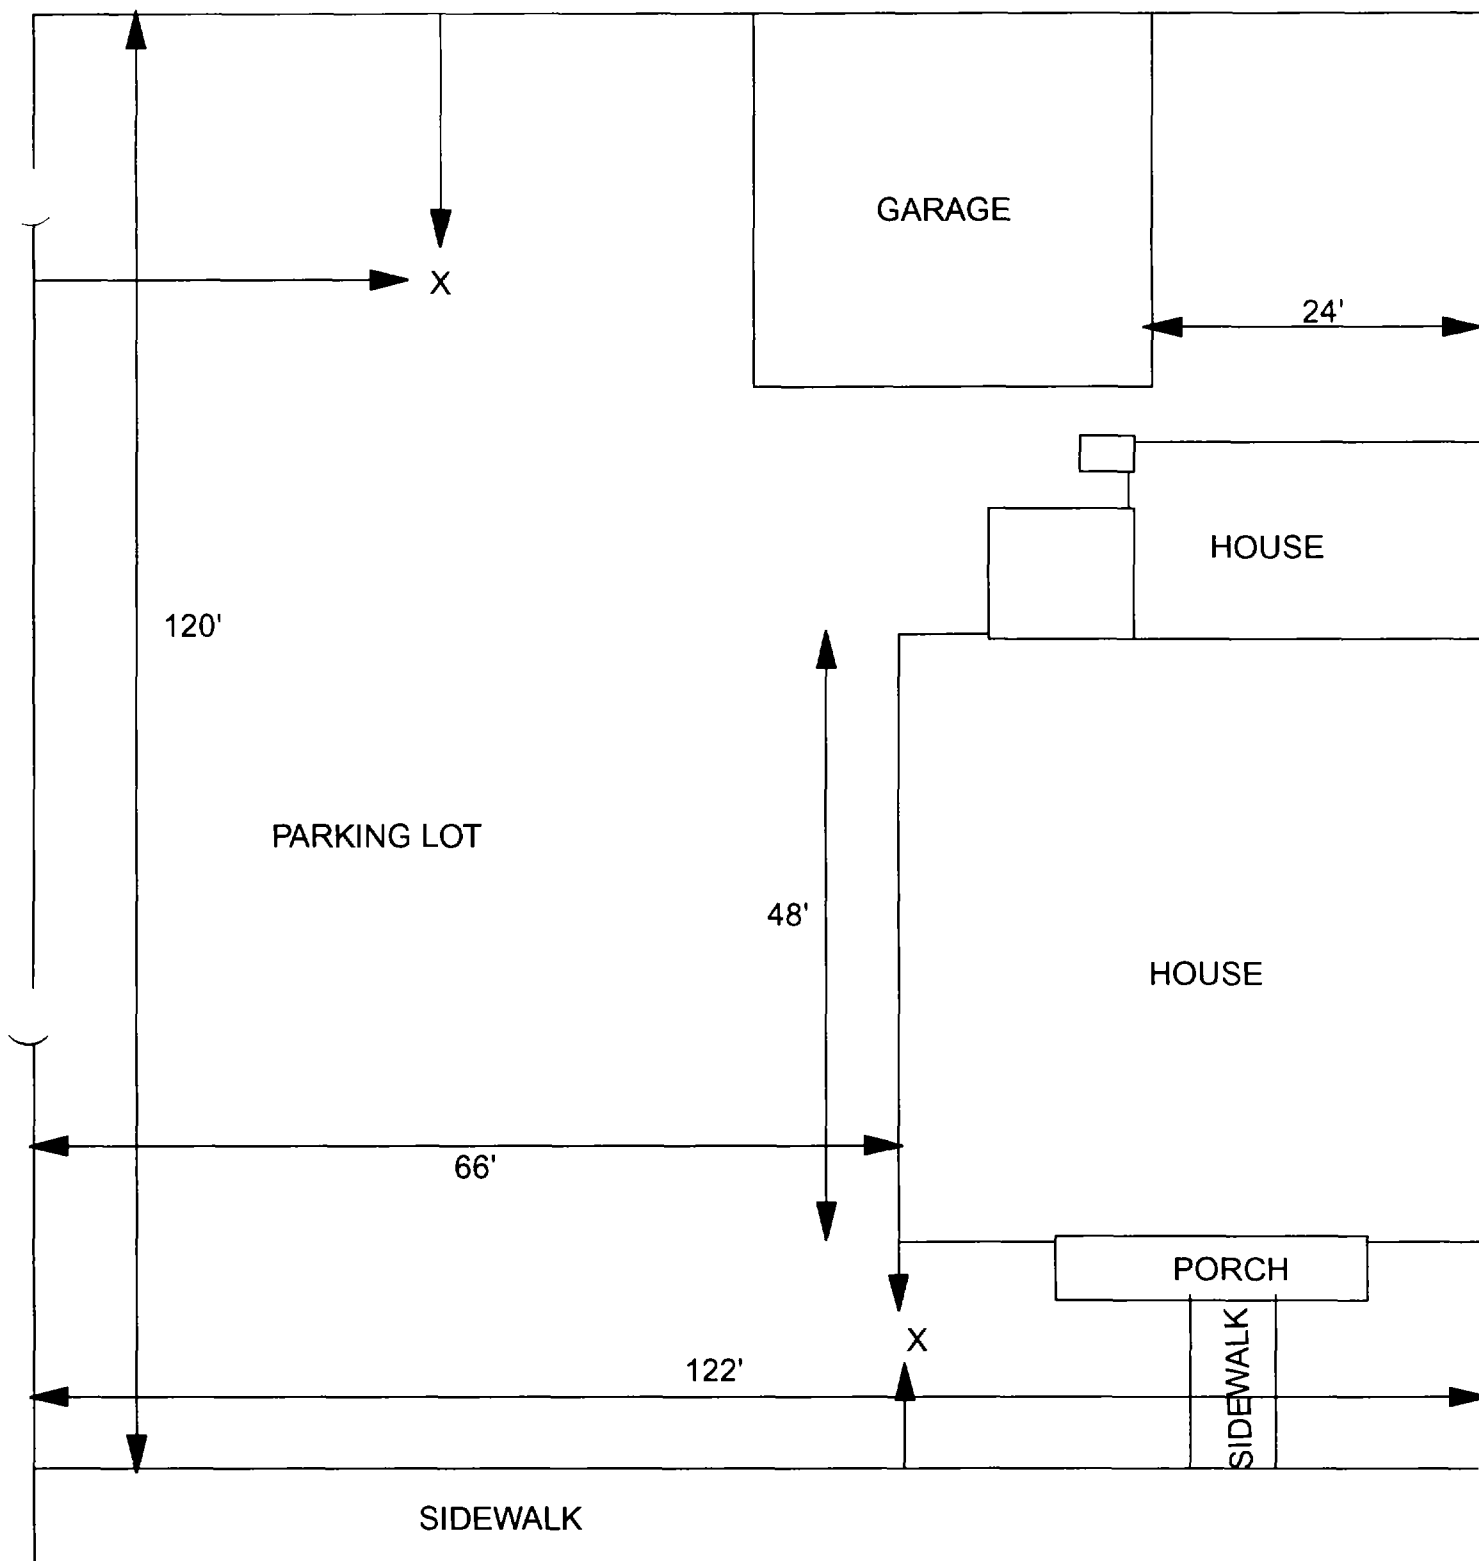 GARAGE
24'
X
HOUSE
120'
PARKING LOT
48'
HOUSE
66'
PORCH
SIDEWALK
X
122'
SIDEWALK